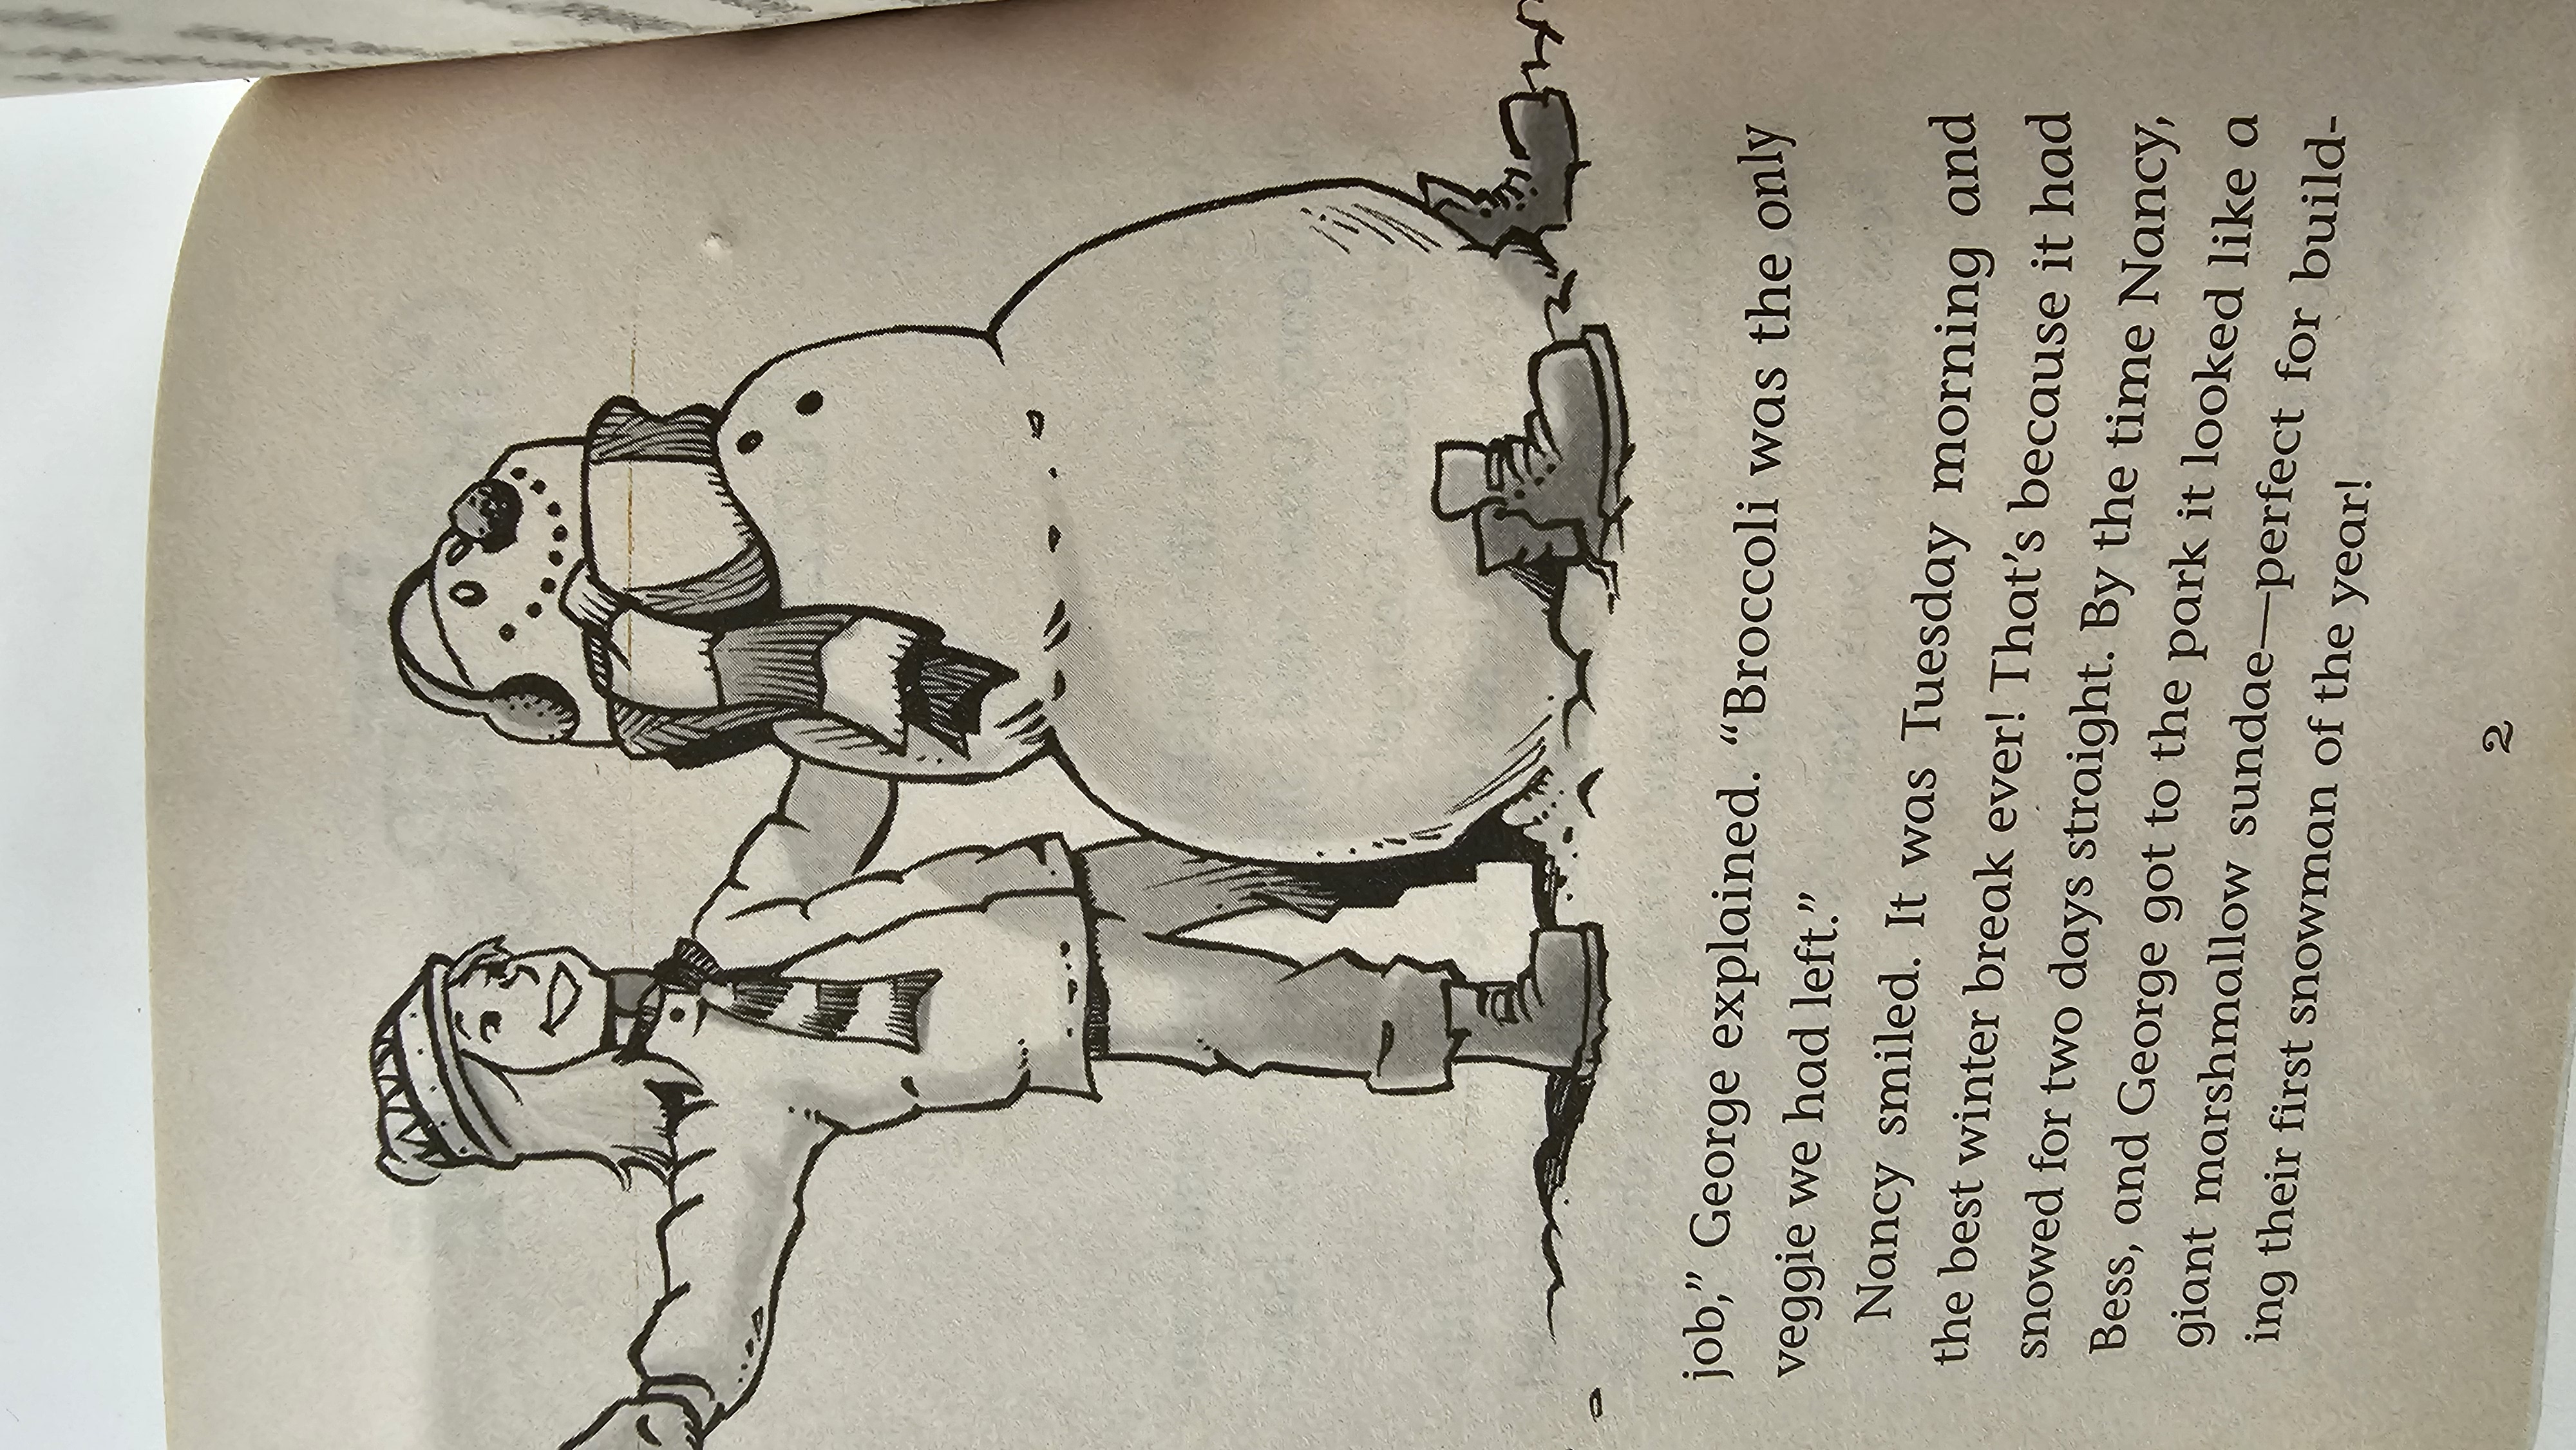 job,” George explained. “Broccoli was the only
veggie we had left.”
Nancy smiled. It was Tuesday morning and
the best winter break ever! That’s because it had
snowed for two days straight. By the time Nancy,
Bess, and George got to the park it looked like a
giant marshmallow sundae—perfect for build-
ing their first snowman of the year!
2